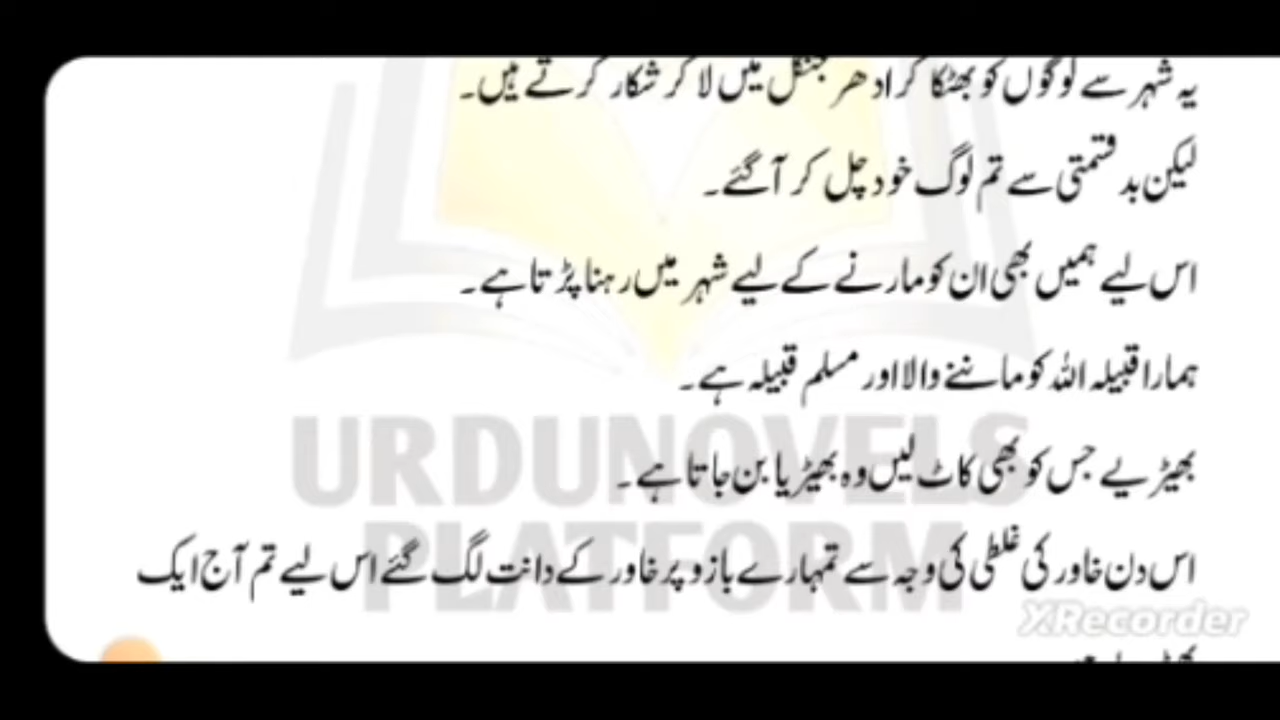 یہ شہر سے لوگوں کو بھٹکا کر ادھر جنگل میں لا کر شکار کرتے ہیں۔
لیکن بد قسمتی سے تم لوگ خود چل کر آگئے۔
اس لیے ہمیں بھی ان کو مارنے کے لیے شہر میں رہنا پڑتا ہے۔
ہمارا قبیلہ اللہ کو ماننے والا اور مسلم قبیلہ ہے۔
بھیڑیے جس کو بھی کاٹ لیں وہ بھیڑیا بن جاتا ہے۔
اس دن خاور کی غلطی کی وجہ سے تمہارے بازو پر خاور کے دانت لگ گئے اس لیے تم آج ایک
URDUNOVELS
PLATFORM
XRecorder